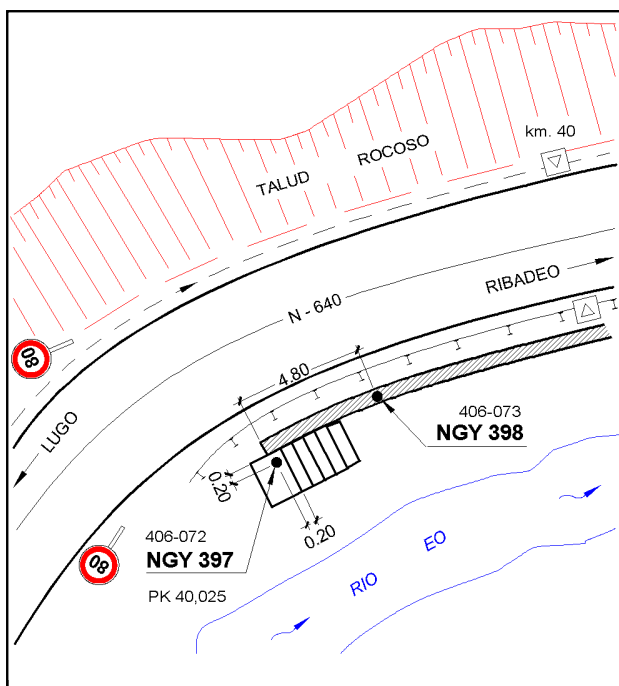 km. 40
TALUD ROCOSO
RIBADEO
N - 640
80
4.80
LUGO
406-073
NGY 398
0.20
0.20
406-072
NGY 397
80
PK 40,025
RIO EO